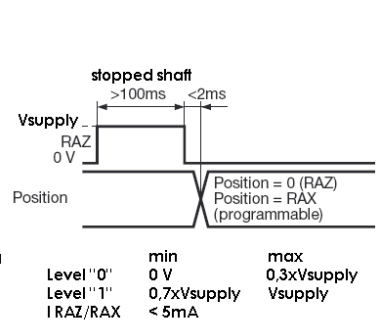 stopped shaft
>100ms <2ms
Vsupply
RAZ
0 V
Position
Position = 0 (RAZ)
Position = RAX
(programmable)
min max
Level "0" 0 V 0,3xVsupply
Level "1" 0,7xVsupply Vsupply
I RAZ/RAX < 5mA